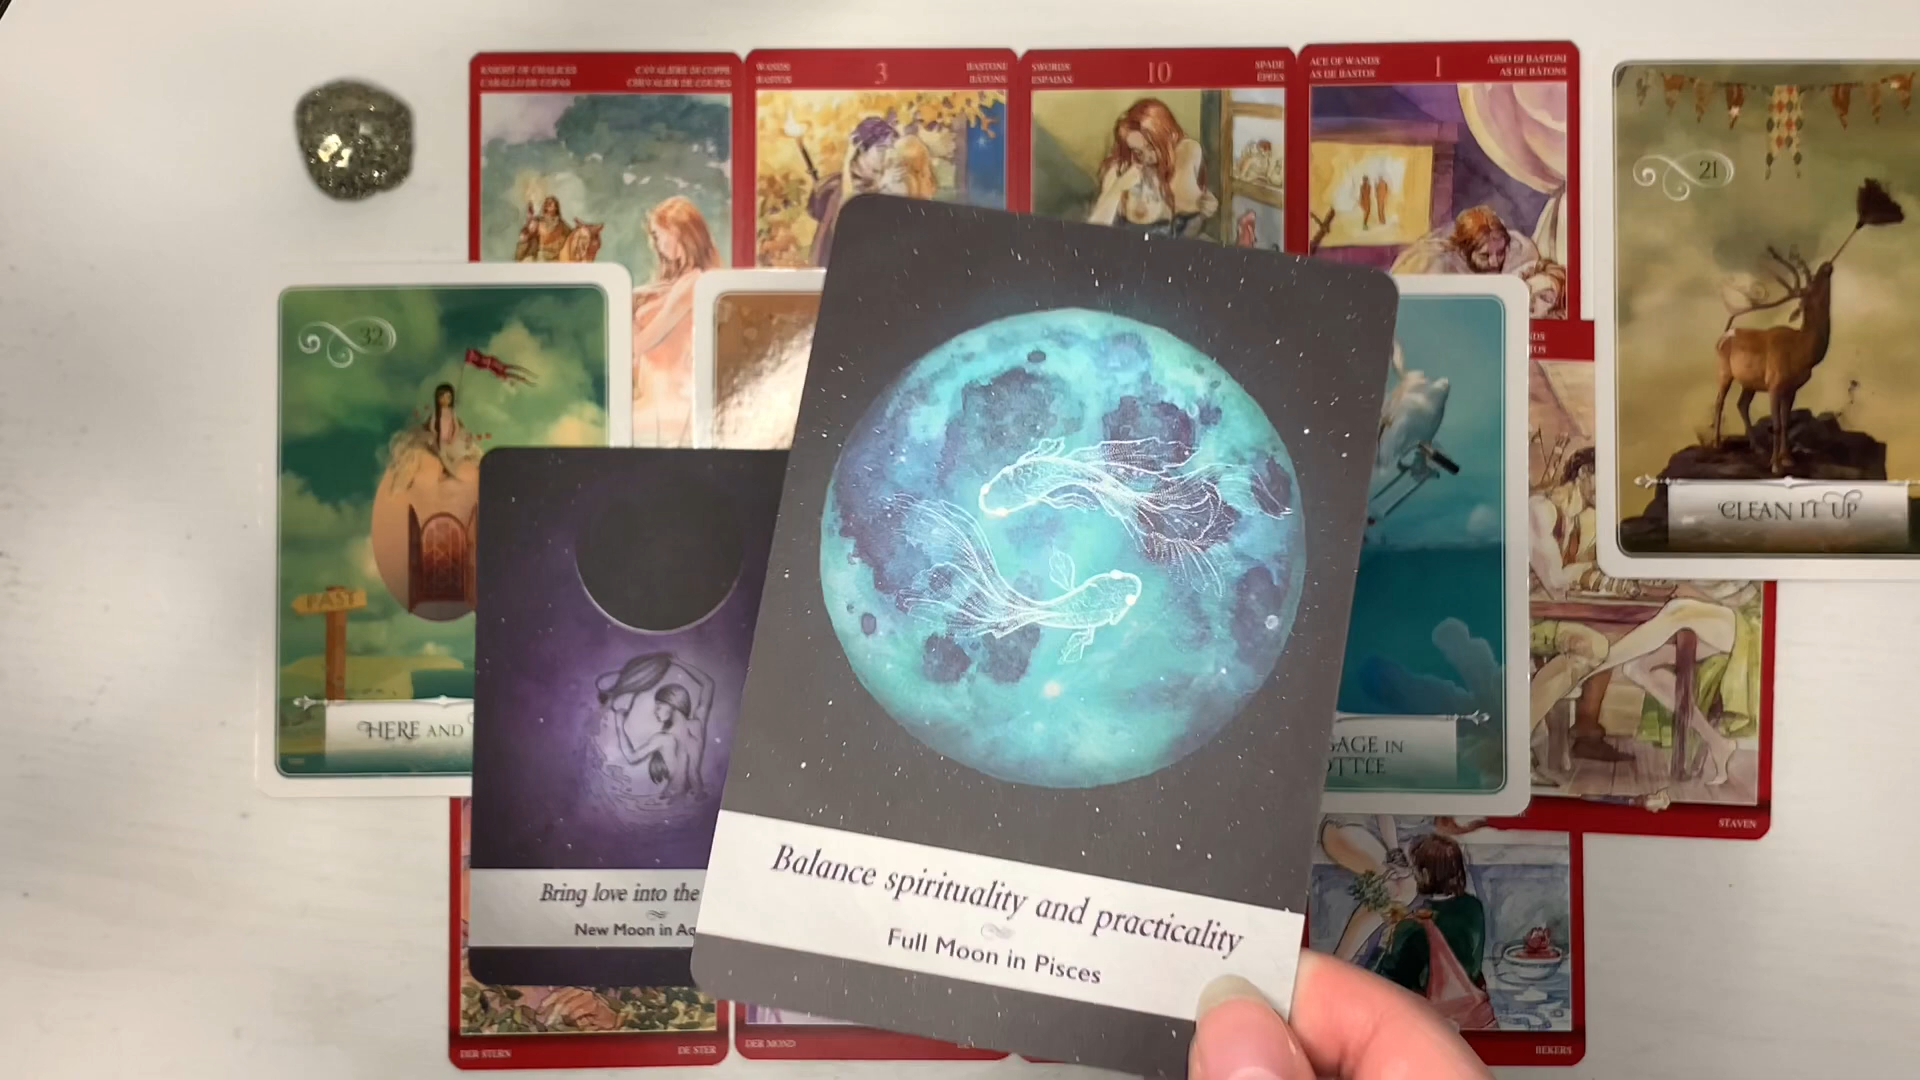 KNIGHT OF CHALICES
CABALLO DE COPAS
CAVALIERE DI COPPE
CHEVALIER DE COUPES
WANDS
BASTOS
3
BASTONI
BÂTONS
SWORDS
ESPADAS
10
SPADE
ÉPÉES
ACE OF WANDS
AS DE BASTOS
1
ASSO DI BASTONI
AS DE BÂTONS
21
CLEAN IT UP
32
PAST
HERE AND
Bring love into the
New Moon in Aq
Balance spirituality and practicality
Full Moon in Pisces
SAGE IN
OTTLE
STAVEN
DER STERN
DE STER
DER MOND
BEKERS